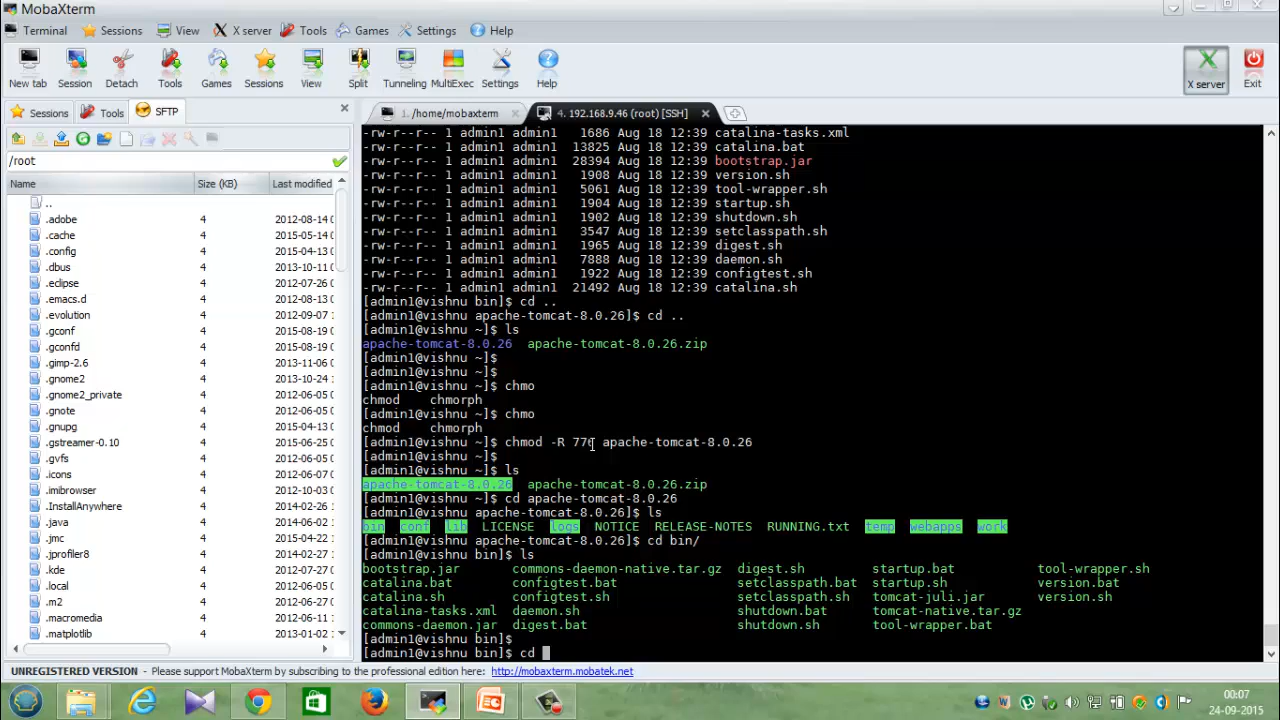 MobaXterm
Terminal Sessions View X server Tools Games Settings Help
New tab Session Detach Tools Games Sessions View Split Tunneling MultiExec Settings Help X server Exit
Sessions Tools SFTP
1. /home/mobaxterm 4. 192.168.9.46 (root) [SSH]
/root
Name Size (KB) Last modified
..
.adobe 4 2012-08-14
.cache 4 2015-05-14
.config 4 2015-04-13
.dbus 4 2013-10-11
.eclipse 4 2012-07-26
.emacs.d 4 2012-08-13
.evolution 4 2012-09-07
.gconf 4 2015-08-19
.gconfd 4 2015-08-19
.gimp-2.6 4 2013-11-06
.gnome2 4 2013-10-24
.gnome2_private 4 2012-06-05
.gnote 4 2012-06-05
.gnupg 4 2012-06-05
.gstreamer-0.10 4 2015-06-25
.gvfs 4 2012-06-05
.icons 4 2012-06-05
.imibrowser 4 2012-10-03
.InstallAnywhere 4 2014-02-26
.java 4 2012-06-05
.jmc 4 2015-05-14
.jprofiler8 4 2014-02-27
.kde 4 2012-07-27
.local 4 2012-06-05
.m2 4 2012-06-05
.macromedia 4 2012-06-05
.matplotlib 4 2013-01-02
-rw-r--r-- 1 admin1 admin1 1686 Aug 18 12:39 catalina-tasks.xml
-rw-r--r-- 1 admin1 admin1 13825 Aug 18 12:39 catalina.bat
-rw-r--r-- 1 admin1 admin1 28394 Aug 18 12:39 bootstrap.jar
-rw-r--r-- 1 admin1 admin1 1908 Aug 18 12:39 version.sh
-rw-r--r-- 1 admin1 admin1 5061 Aug 18 12:39 tool-wrapper.sh
-rw-r--r-- 1 admin1 admin1 1904 Aug 18 12:39 startup.sh
-rw-r--r-- 1 admin1 admin1 1902 Aug 18 12:39 shutdown.sh
-rw-r--r-- 1 admin1 admin1 3547 Aug 18 12:39 setclasspath.sh
-rw-r--r-- 1 admin1 admin1 1965 Aug 18 12:39 digest.sh
-rw-r--r-- 1 admin1 admin1 7888 Aug 18 12:39 daemon.sh
-rw-r--r-- 1 admin1 admin1 1922 Aug 18 12:39 configtest.sh
-rw-r--r-- 1 admin1 admin1 21492 Aug 18 12:39 catalina.sh
[admin1@vishnu bin]$ cd ..
[admin1@vishnu apache-tomcat-8.0.26]$ cd ..
[admin1@vishnu ~]$ ls
apache-tomcat-8.0.26 apache-tomcat-8.0.26.zip
[admin1@vishnu ~]$
[admin1@vishnu ~]$
[admin1@vishnu ~]$ chmo
chmod chmorph
[admin1@vishnu ~]$ chmo
chmod chmorph
[admin1@vishnu ~]$ chmod -R apache-tomcat-8.0.26
[admin1@vishnu ~]$
[admin1@vishnu ~]$ ls
apache-tomcat-8.0.26 apache-tomcat-8.0.26.zip
[admin1@vishnu ~]$ cd apache-tomcat-8.0.26
[admin1@vishnu apache-tomcat-8.0.26]$ ls
bin conf lib LICENSE logs NOTICE RELEASE-NOTES RUNNING.txt temp webapps work
[admin1@vishnu apache-tomcat-8.0.26]$ cd bin/
[admin1@vishnu bin]$ ls
bootstrap.jar commons-daemon-native.tar.gz digest.sh startup.bat tool-wrapper.sh
catalina.bat configtest.bat setclasspath.bat startup.sh version.bat
catalina.sh configtest.sh setclasspath.sh tomcat-juli.jar version.sh
catalina-tasks.xml daemon.sh shutdown.bat tomcat-native.tar.gz
commons-daemon.jar digest.bat shutdown.sh tool-wrapper.bat
[admin1@vishnu bin]$
[admin1@vishnu bin]$ cd
UNREGISTERED VERSION - Please support MobaXterm by subscribing to the professional edition here: http://mobaxterm.mobatek.net
00:07
24-09-2015